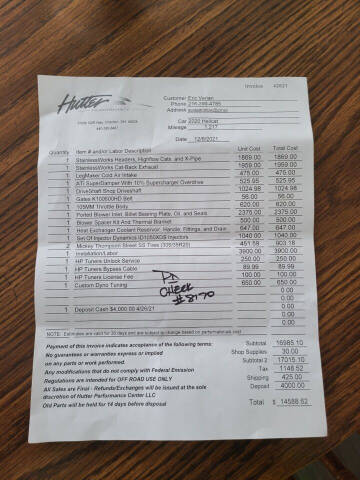 Invoice #2621
Hutter
Customer Eric Verlan
Phone
Address
Car 2020 Hellcat
Mileage 1,217
Date 12/8/2021
Quantity Item # and/or Labor Description Unit Cost Total Cost
1 StainlessWorks Headers, Highflow Cats, and X-Pipe 1869.00 1869.00
1 StainlessWorks Cat-Back Exhaust 1959.00 1959.00
1 LegMaker Cold Air Intake 475.00 475.00
1 ATI SuperDamper With 10% Supercharger Overdrive 525.95 525.95
1 DriveShaft Shop Driveshaft 1024.98 1024.98
1 Gates K100600HD Belt 56.00 56.00
1 105MM Throttle Body 620.00 620.00
1 Ported Blower Inlet, Billet Bearing Plate, Oil, and Seals 2375.00 2375.00
1 Blower Spacer Kit And Thermal Blanket 500.00 500.00
1 Heat Exchanger Coolant Reservoir, Handle, Fittings, and Drain 647.00 647.00
1 Set Of Injector Dynamics ID1050XDS Injectors 1040.00 1040.00
2 Mickey Thompson Street SS Tires (305/35R20) 451.59 903.18
1 Installation/Labor 3900.00 3900.00
1 HP Tuners Unlock Service 250.00 250.00
1 HP Tuners Bypass Cable 89.99 89.99
1 HP Tuners License Fee 100.00 100.00
1 Custom Dyno Tuning 650.00 650.00
0.00
0.00
Deposit Cash $4,000.00 4/26/21 0.00
0.00
0.00
PD
CHECK
#8170
NOTE: Estimates are valid for 30 days and are subject to change based on parts/materials cost
Payment of this invoice indicates acceptance of the following terms: Subtotal 16985.10
No guarantees or warranties express or implied Shop Supplies 30.00
on any parts or work performed. Subtotal 2 17015.10
Any modifications that do not comply with Federal Emission Tax 1148.52
Regulations are intended for OFF ROAD USE ONLY Shipping 425.00
All Sales are Final - Refunds/Exchanges will be issued at the sole Deposit 4000.00
discretion of Hutter Performance Center LLC
Old Parts will be held for 14 days before disposal Total $ 14588.62